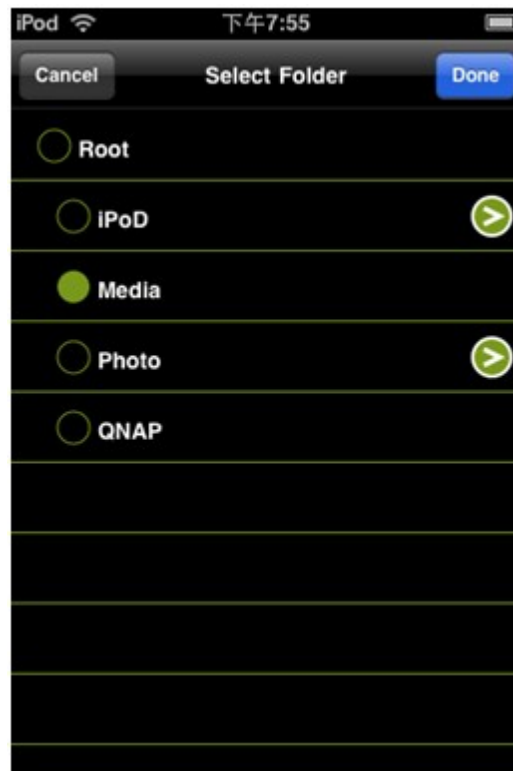 iPod 下午7:55
Cancel Select Folder Done
Root
iPoD
Media
Photo
QNAP